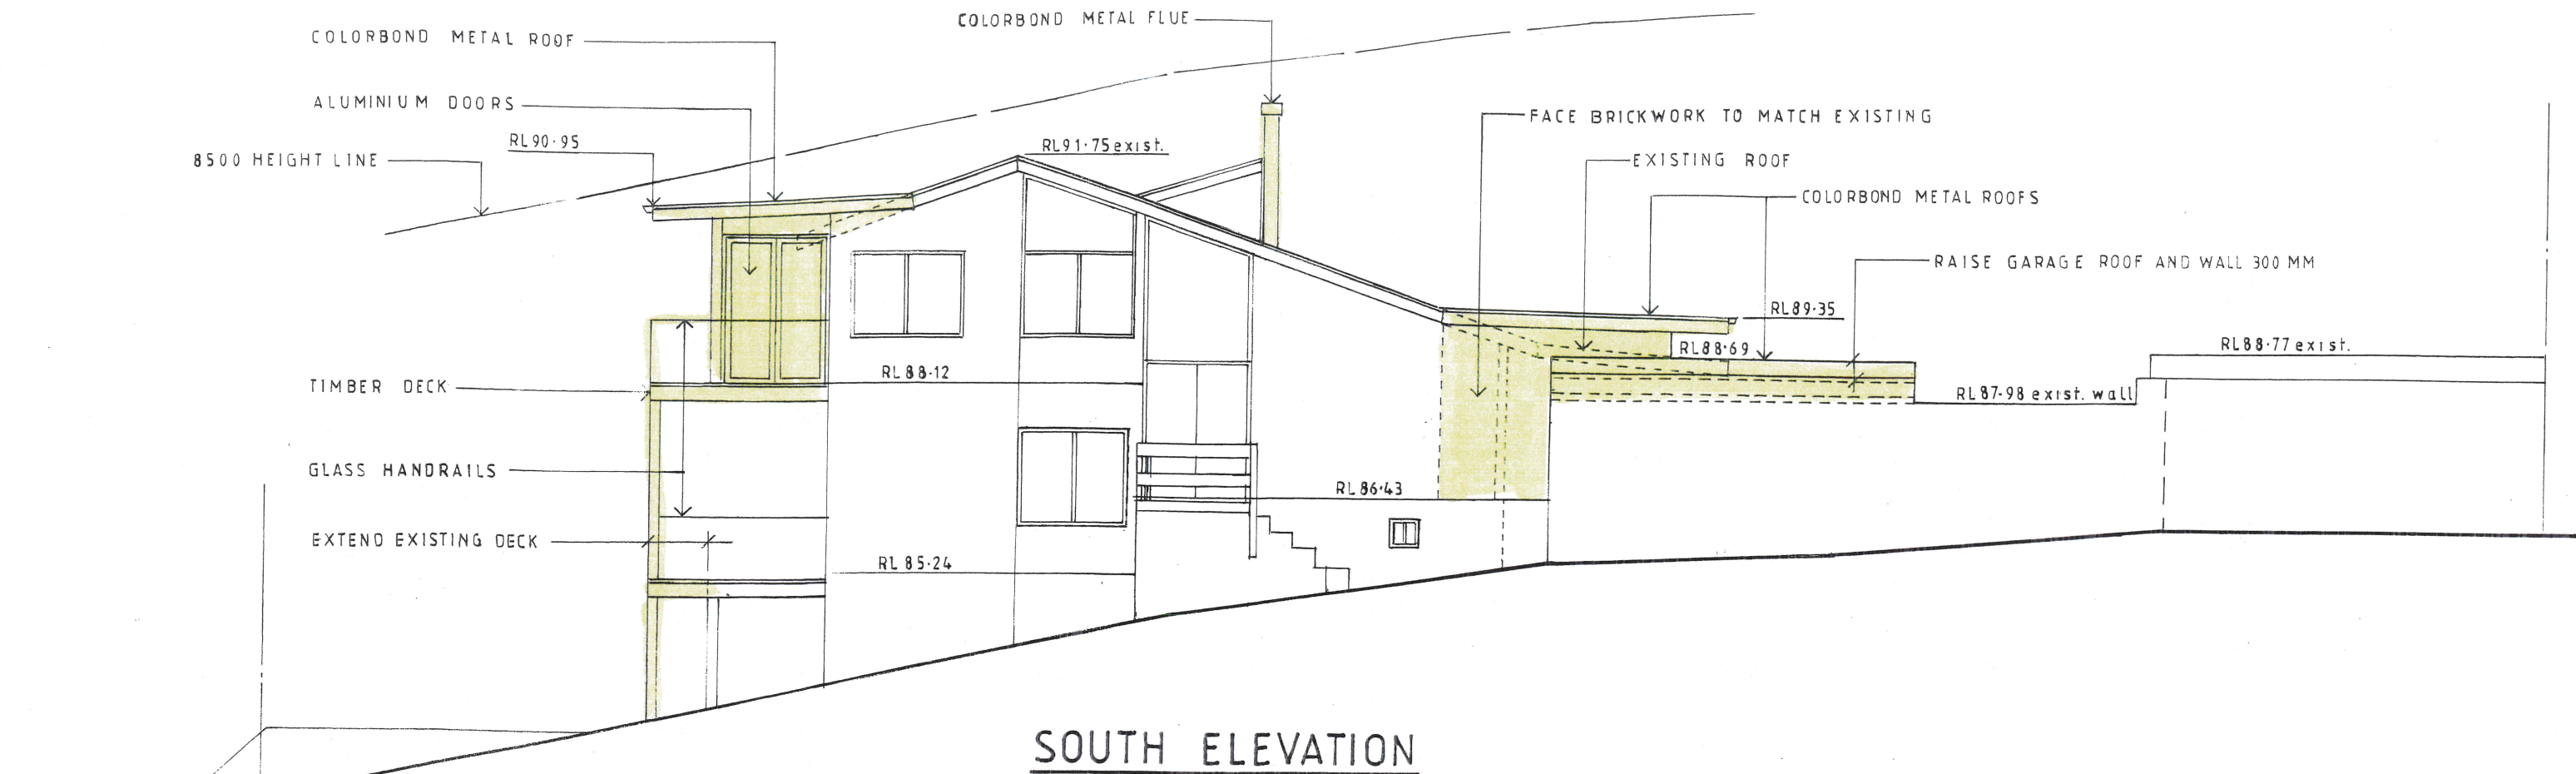 COLORBOND METAL FLUE
COLORBOND METAL ROOF
ALUMINIUM DOORS
FACE BRICKWORK TO MATCH EXISTING
RL90·95
RL91·75 exist.
8500 HEIGHT LINE
EXISTING ROOF
COLORBOND METAL ROOFS
RAISE GARAGE ROOF AND WALL 300 MM
RL89·35
RL88·69
RL88·77 exist.
RL88·12
TIMBER DECK
RL87·98 exist. wall
GLASS HANDRAILS
RL86·43
EXTEND EXISTING DECK
RL85·24
SOUTH ELEVATION